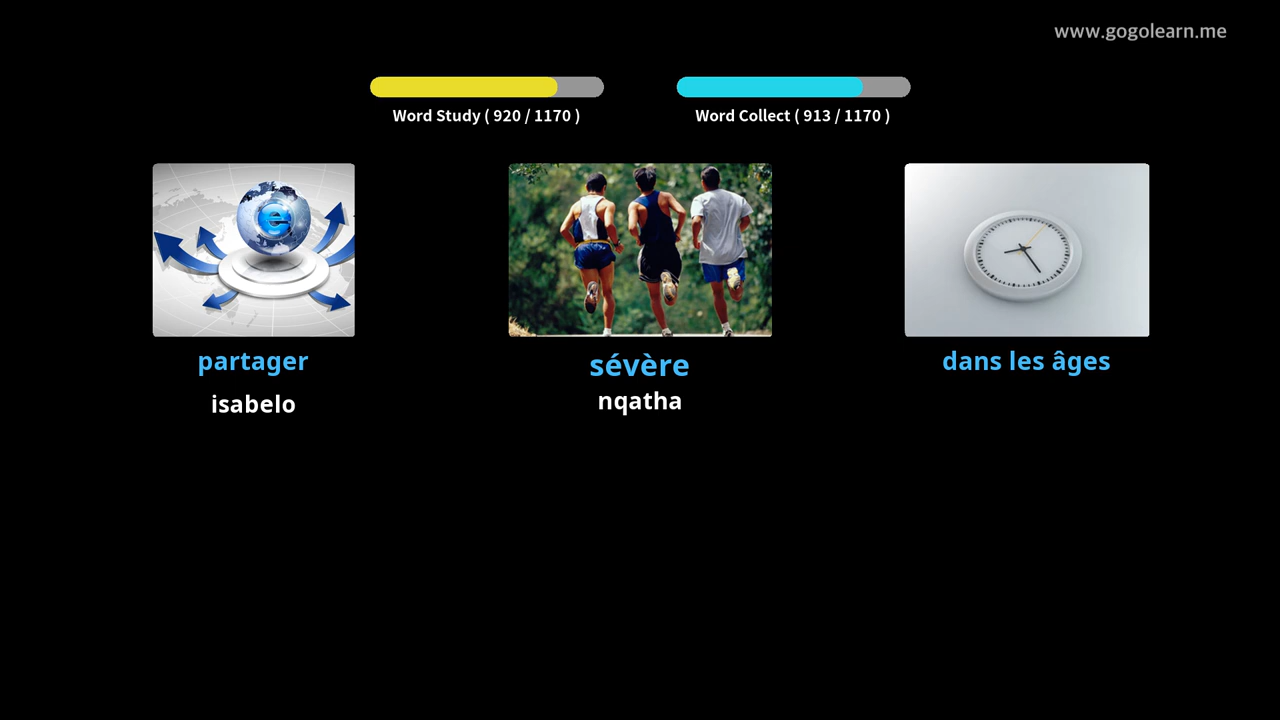 www.gogolearn.me
Word Study ( 920 / 1170 )
Word Collect ( 913 / 1170 )
e
partager
isabelo
sévère
nqatha
dans les âges